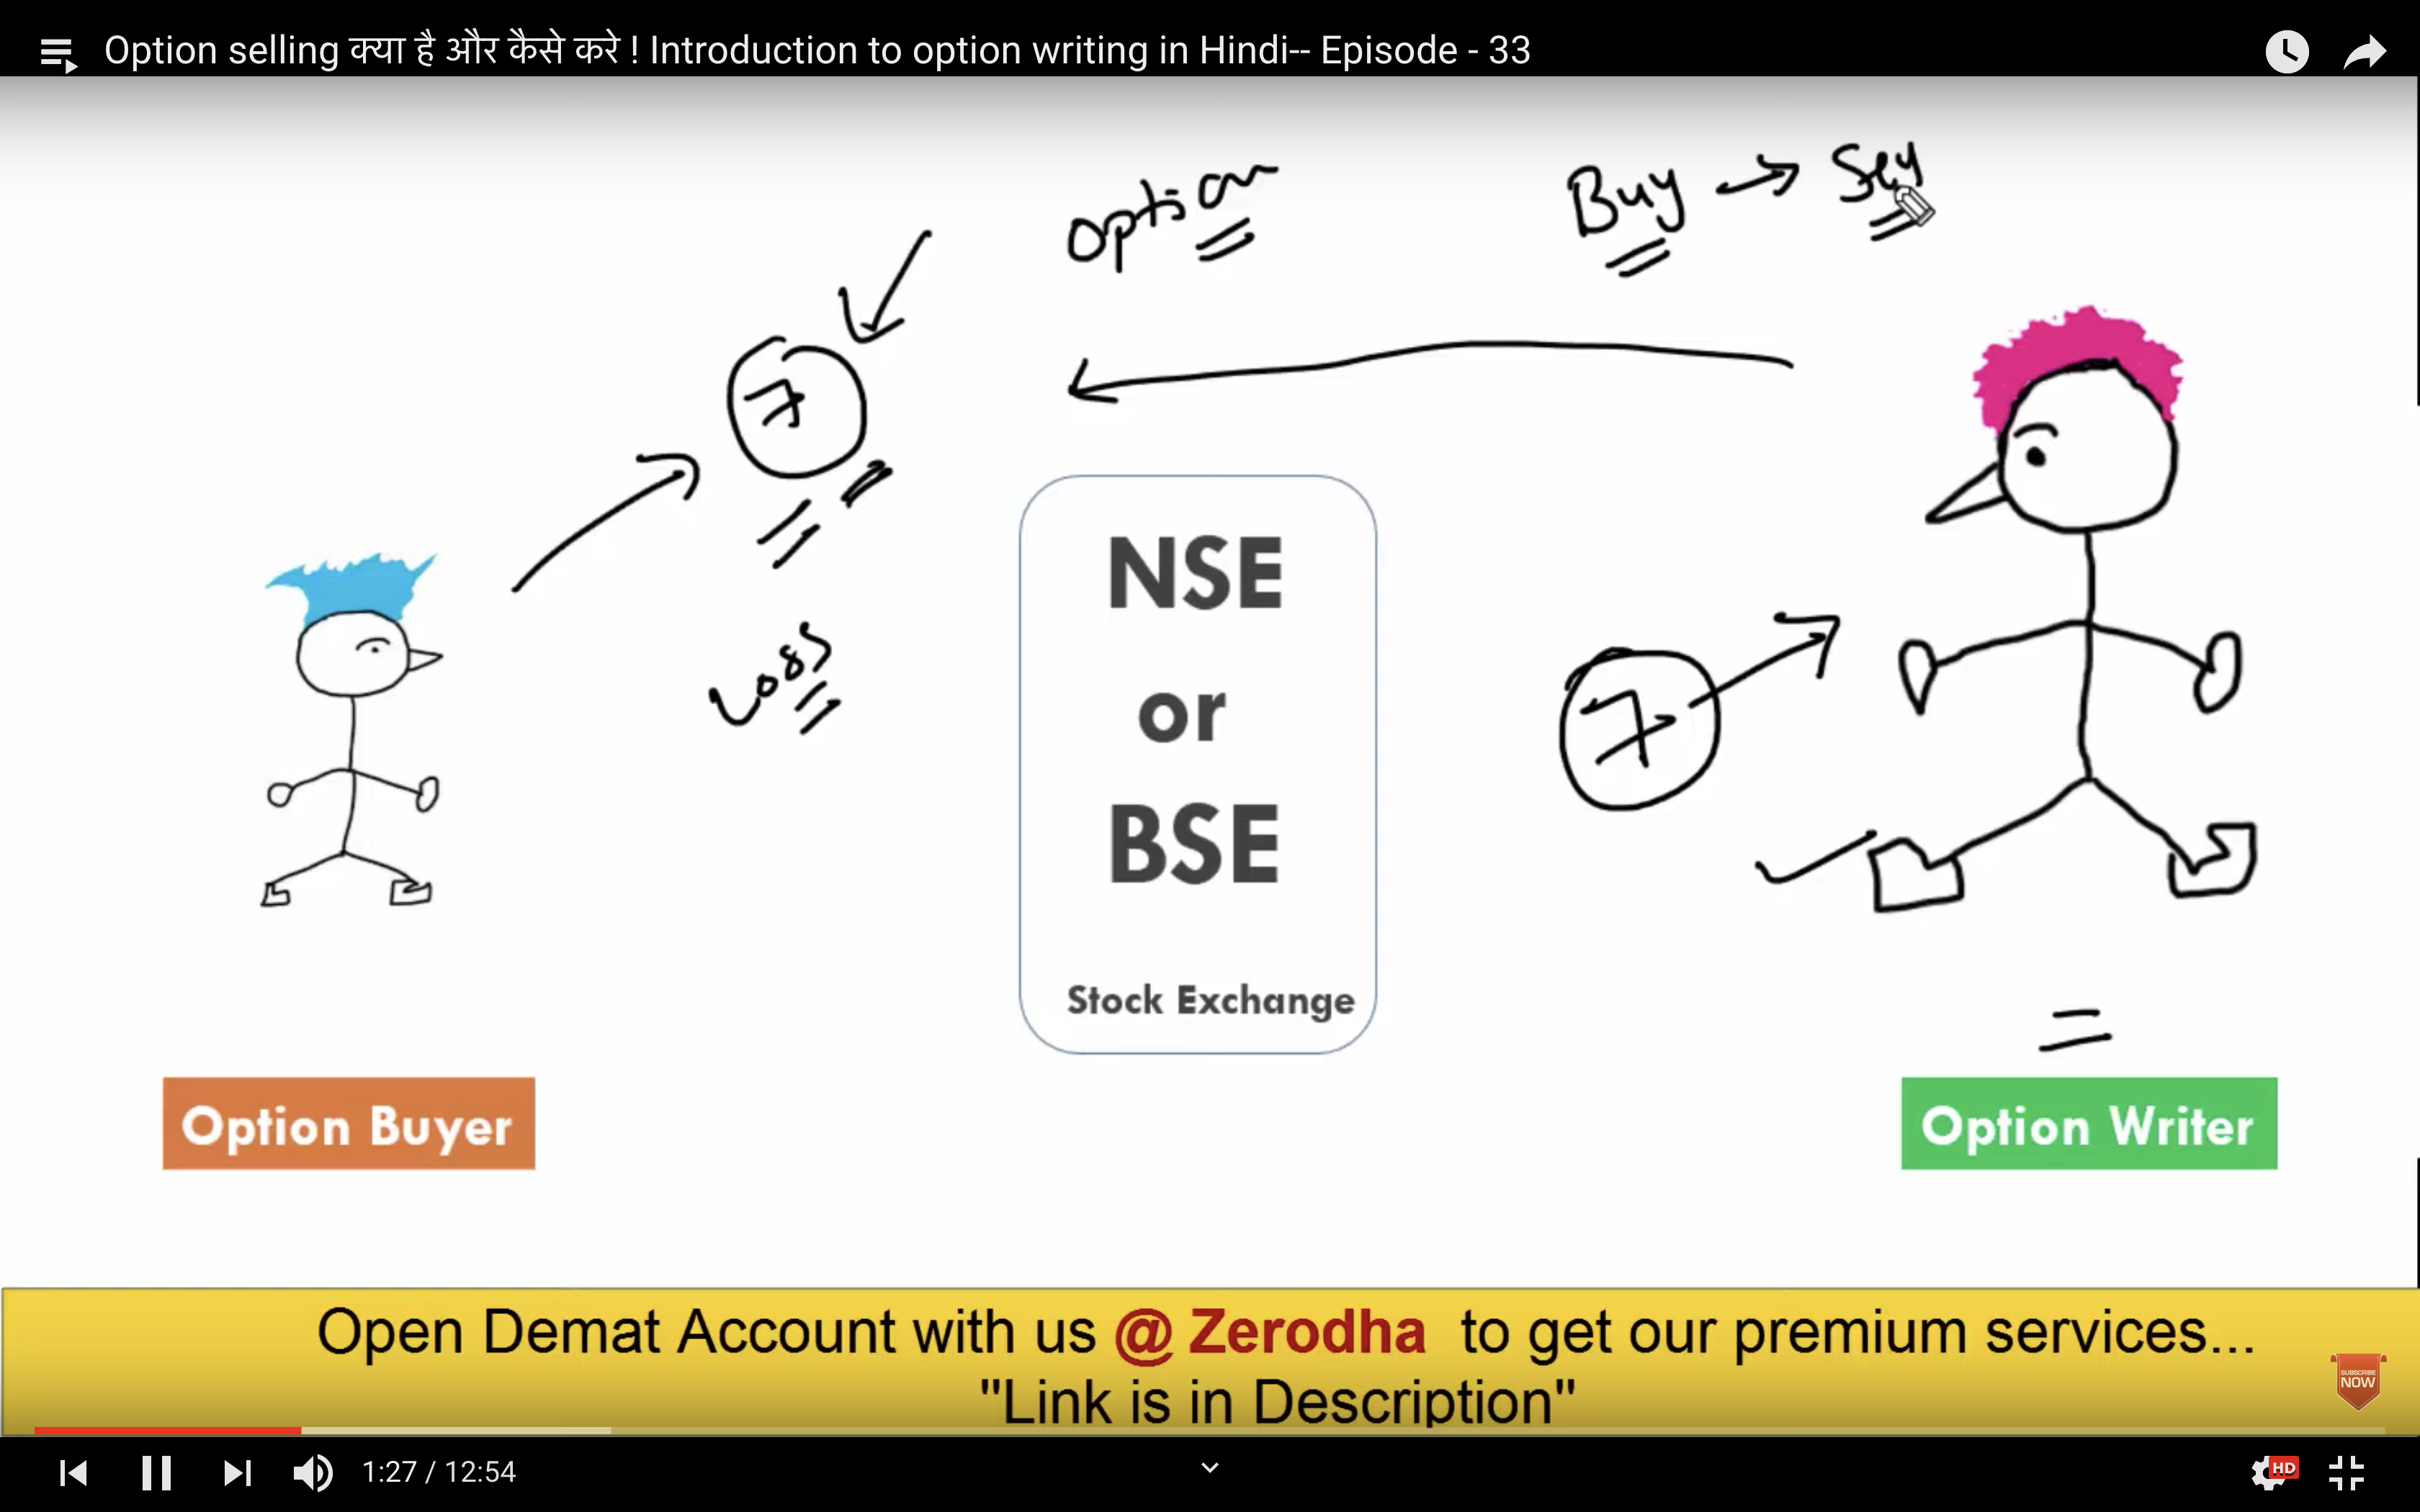 Option selling क्या है और कैसे करे ! Introduction to option writing in Hindi-- Episode - 33
option
Buy → Sell
7
Loss
7
NSE
or
BSE
Stock Exchange
Option Buyer
Option Writer
Open Demat Account with us @ Zerodha to get our premium services...
"Link is in Description"
SUBSCRIBE
NOW
1:27 / 12:54
HD